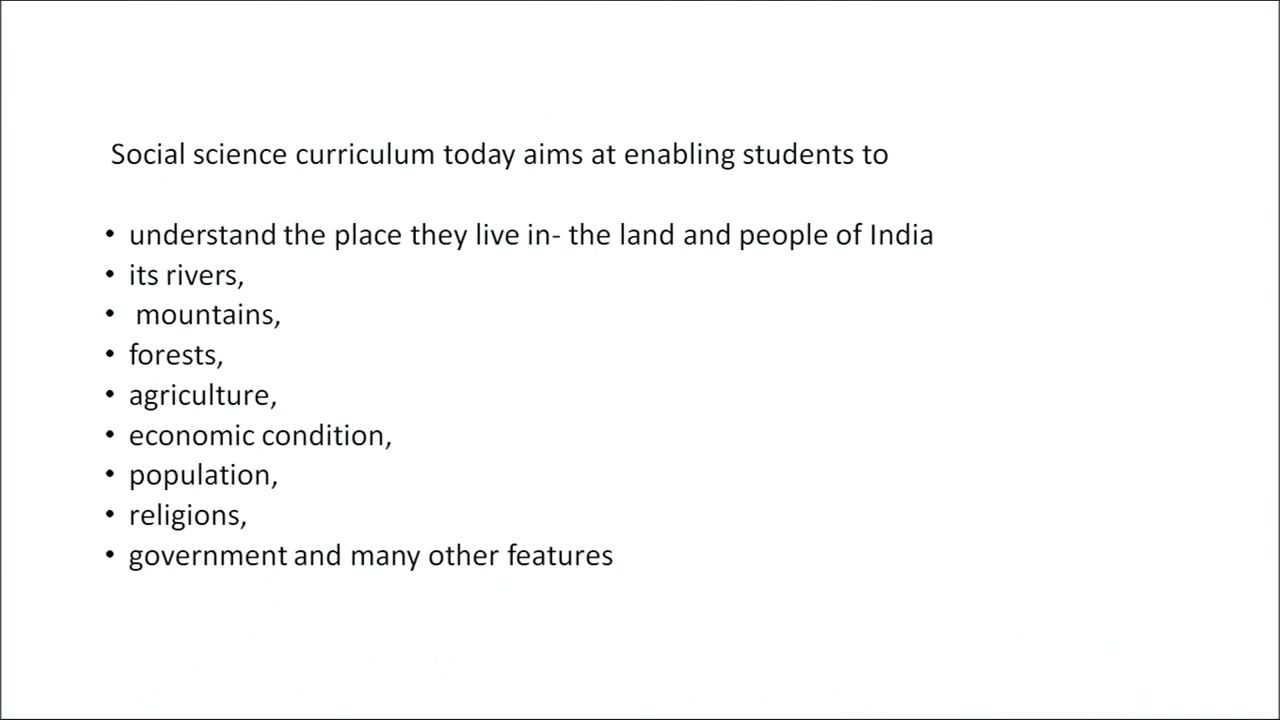 Social science curriculum today aims at enabling students to
• understand the place they live in- the land and people of India
• its rivers,
• mountains,
• forests,
• agriculture,
• economic condition,
• population,
• religions,
• government and many other features